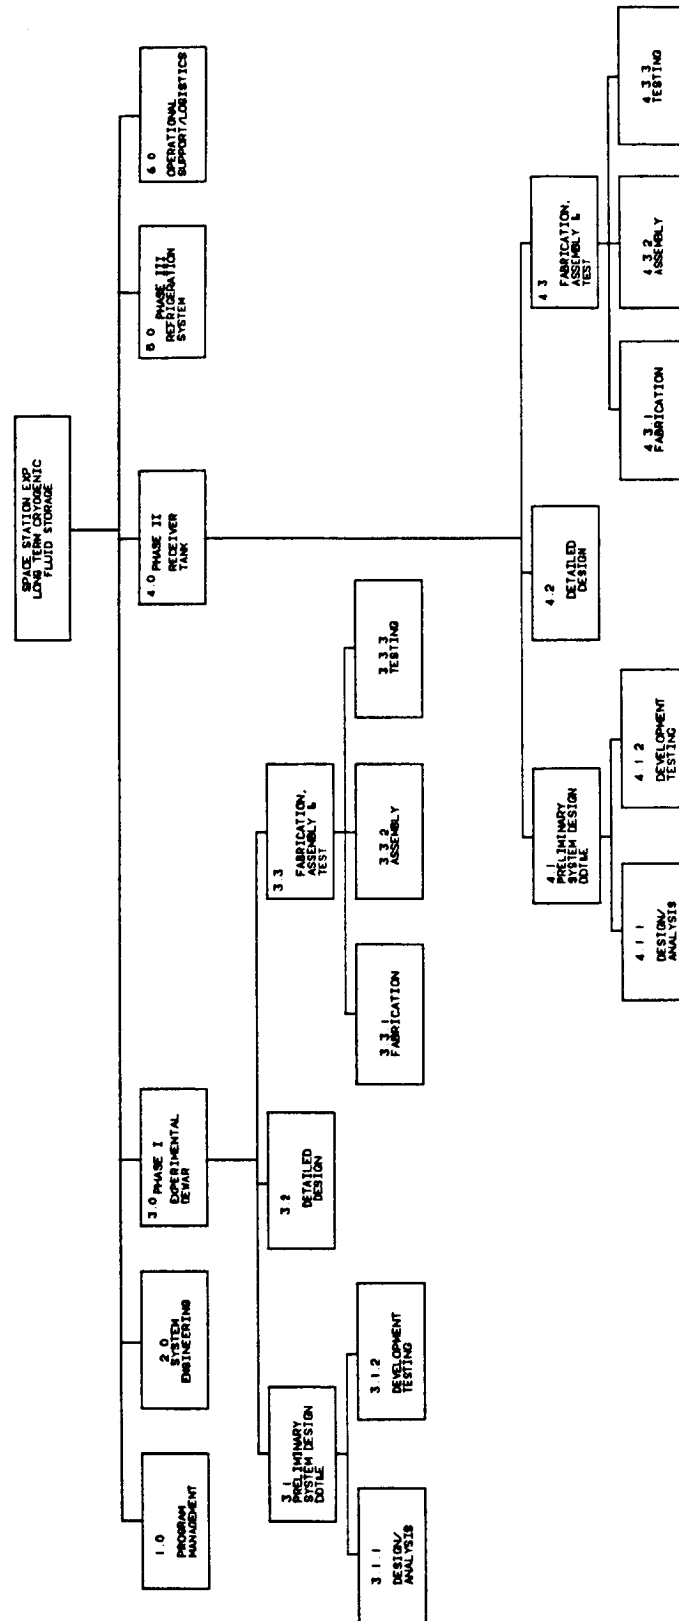 SPACE STATION EXP
LONG TERM CRYOGENIC
FLUID STORAGE
1.0
PROGRAM
MANAGEMENT
2.0
SYSTEM
ENGINEERING
3.0 PHASE I
EXPERIMENTAL
DEWAR
4.0 PHASE II
RECEIVER
TANK
5.0 PHASE III
REFRIGERATION
SYSTEM
6.0
OPERATIONAL
SUPPORT/LOGISTICS
3.1
PRELIMINARY
SYSTEM DESIGN
DDT&E
3.2
DETAILED
DESIGN
3.3
FABRICATION,
ASSEMBLY &
TEST
3.1.1
DESIGN/
ANALYSIS
3.1.2
DEVELOPMENT
TESTING
3.3.1
FABRICATION
3.3.2
ASSEMBLY
3.3.3
TESTING
4.1
PRELIMINARY
SYSTEM DESIGN
DDT&E
4.2
DETAILED
DESIGN
4.3
FABRICATION,
ASSEMBLY &
TEST
4.1.1
DESIGN/
ANALYSIS
4.1.2
DEVELOPMENT
TESTING
4.3.1
FABRICATION
4.3.2
ASSEMBLY
4.3.3
TESTING